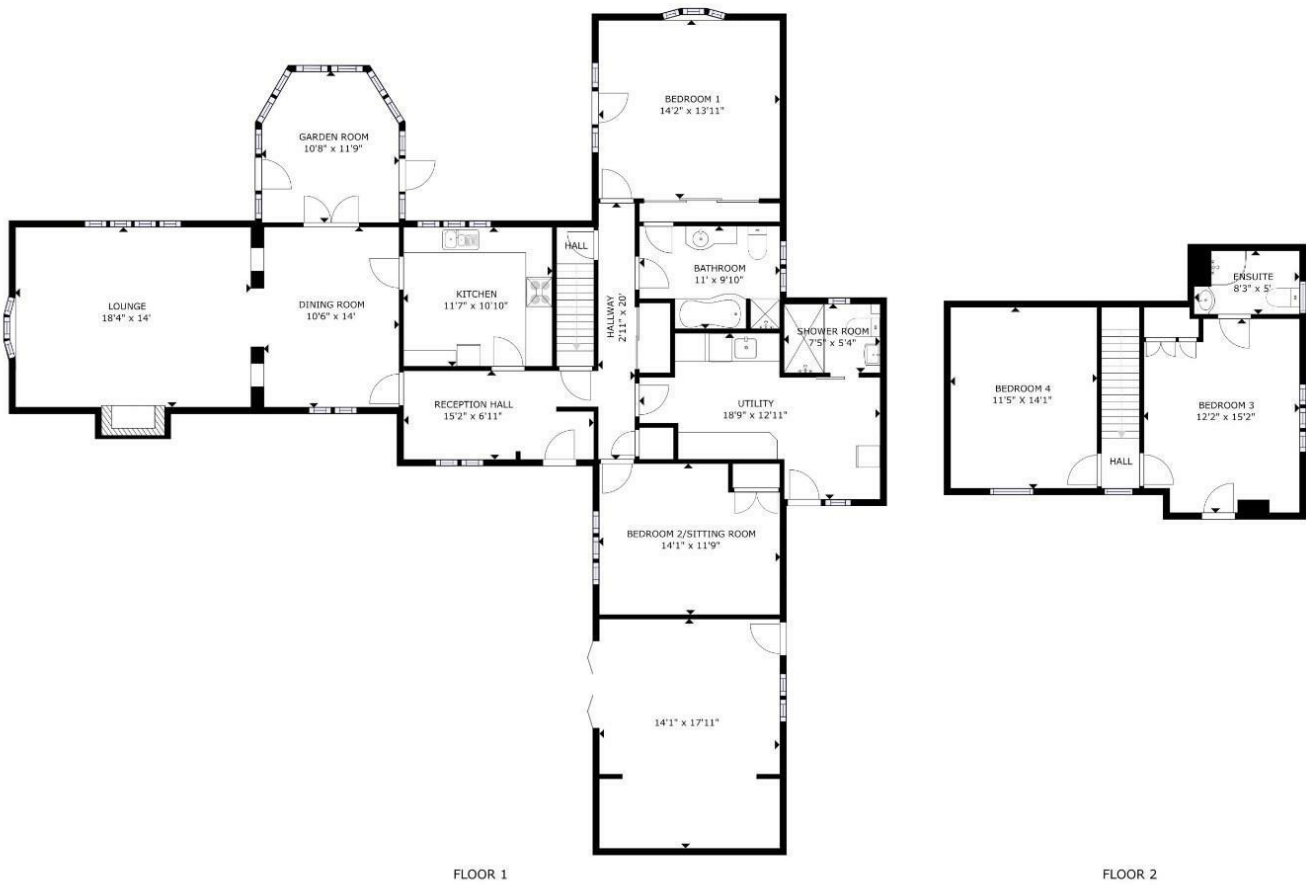 BEDROOM 1
14'2" x 13'11"
GARDEN ROOM
10'8" x 11'9"
HALL
BATHROOM
11' x 9'10"
ENSUITE
8'3" x 5'
LOUNGE
18'4" x 14'
DINING ROOM
10'6" x 14'
KITCHEN
11'7" x 10'10"
HALLWAY
2'11" x 20'
SHOWER ROOM
7'5" x 5'4"
BEDROOM 4
11'5" x 14'1"
BEDROOM 3
12'2" x 15'2"
RECEPTION HALL
15'2" x 6'11"
UTILITY
18'9" x 12'11"
HALL
BEDROOM 2/SITTING ROOM
14'1" x 11'9"
14'1" x 17'11"
FLOOR 1
FLOOR 2